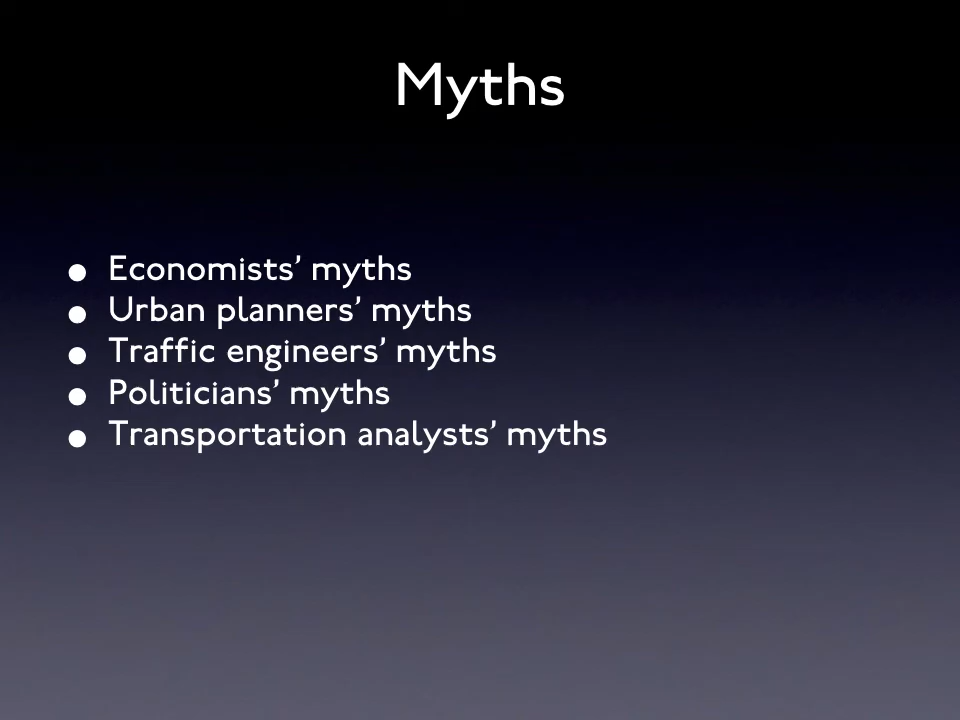 Myths
• Economists’ myths
• Urban planners’ myths
• Traffic engineers’ myths
• Politicians’ myths
• Transportation analysts’ myths